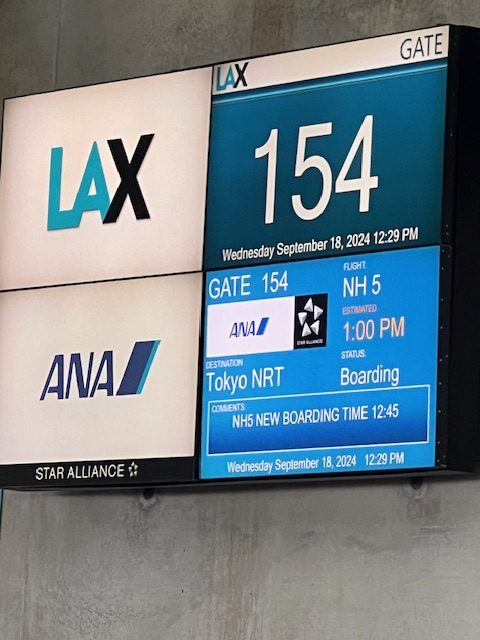 LAX
LAX
GATE
154
Wednesday September 18, 2024 12:29 PM
ANA
STAR ALLIANCE
GATE 154
FLIGHT:
NH 5
ANA
STAR ALLIANCE
ESTIMATED
1:00 PM
DESTINATION
Tokyo NRT
STATUS.
Boarding
COMMENTS:
NH5 NEW BOARDING TIME 12:45
Wednesday September 18, 2024 12:29 PM